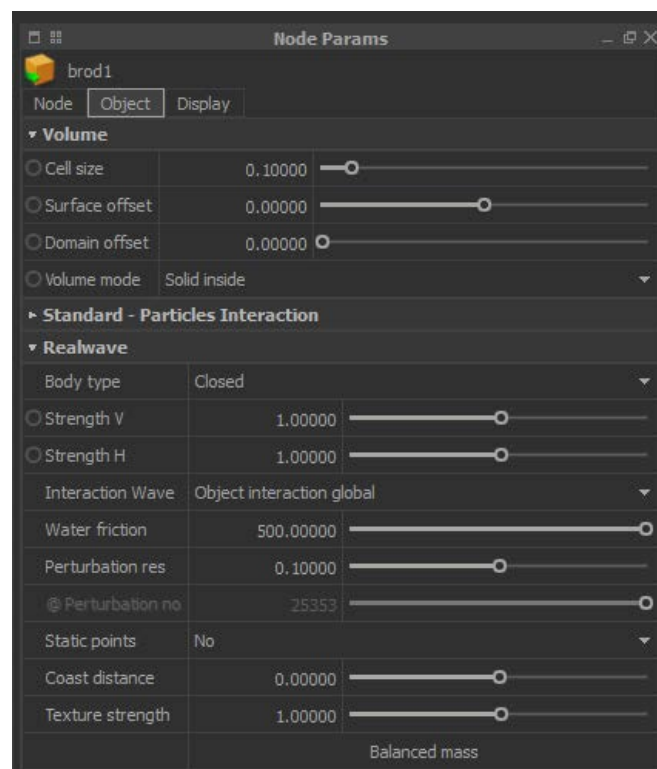 Node Params
brod1
Node Object Display
Volume
Cell size 0.10000
Surface offset 0.00000
Domain offset 0.00000
Volume mode Solid inside
Standard - Particles Interaction
Realwave
Body type Closed
Strength V 1.00000
Strength H 1.00000
Interaction Wave Object interaction global
Water friction 500.00000
Perturbation res 0.10000
@ Perturbation no 25353
Static points No
Coast distance 0.00000
Texture strength 1.00000
Balanced mass